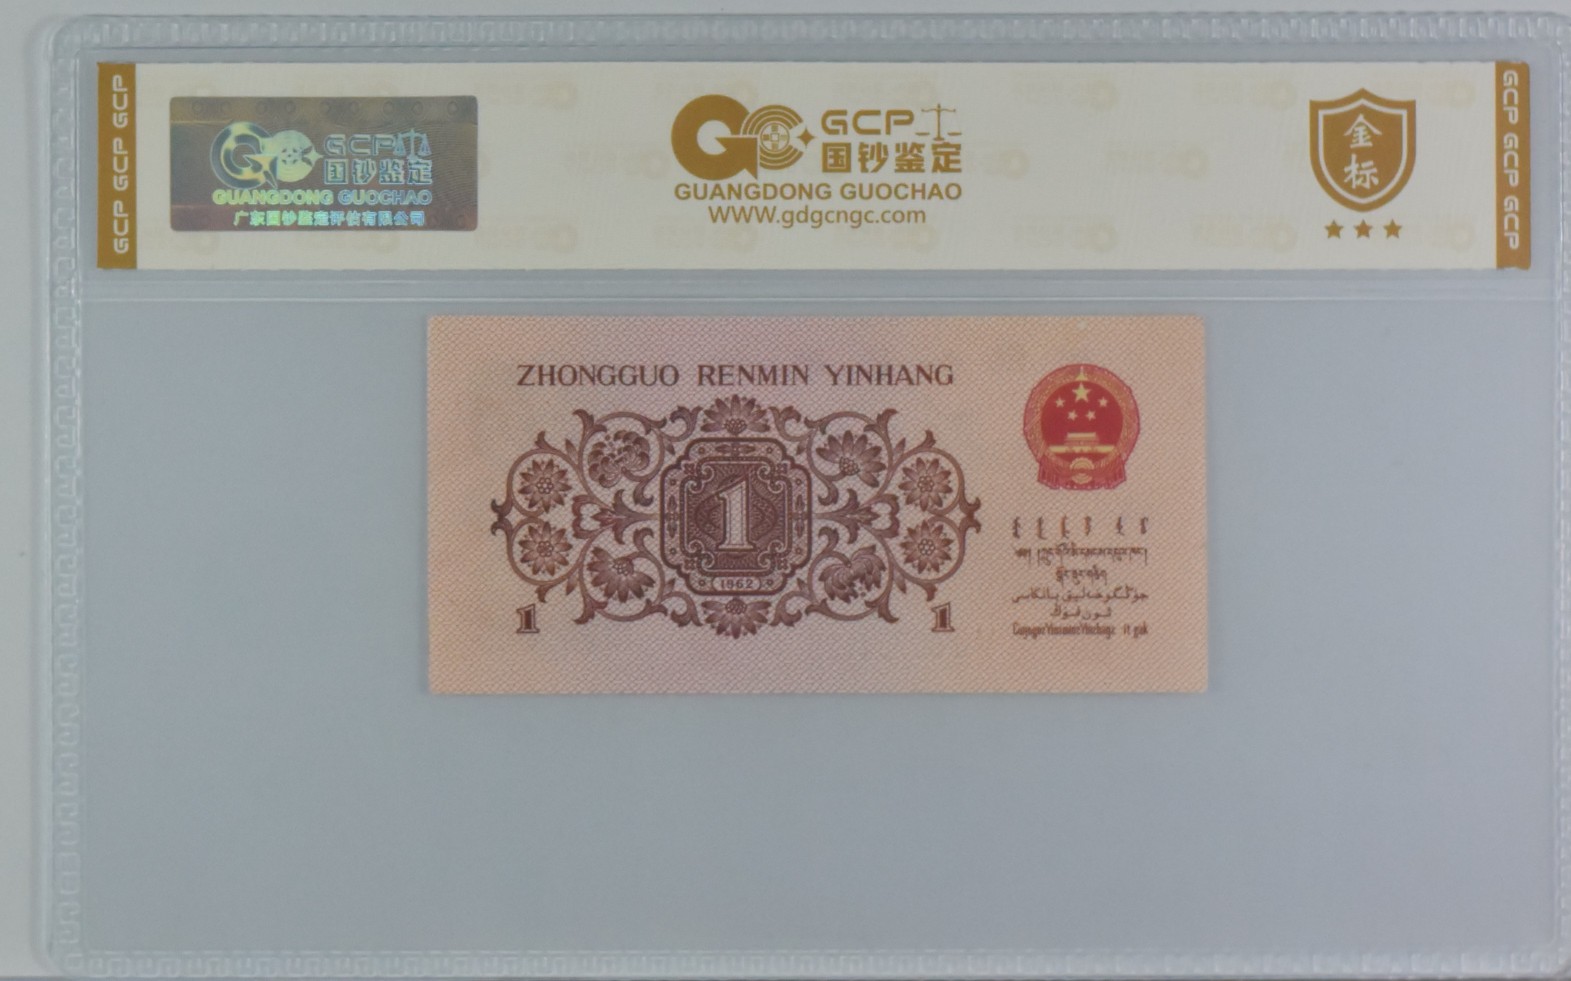 GCP GCP GCP
GCP
国钞鉴定
GUANGDONG GUOCHAO
广东国钞鉴定评估有限公司
GCP
国钞鉴定
GUANGDONG GUOCHAO
WWW.gdgcngc.com
金
标
GCP GCP GCP
ZHONGGUO RENMIN YINHANG
1
1962
1
1